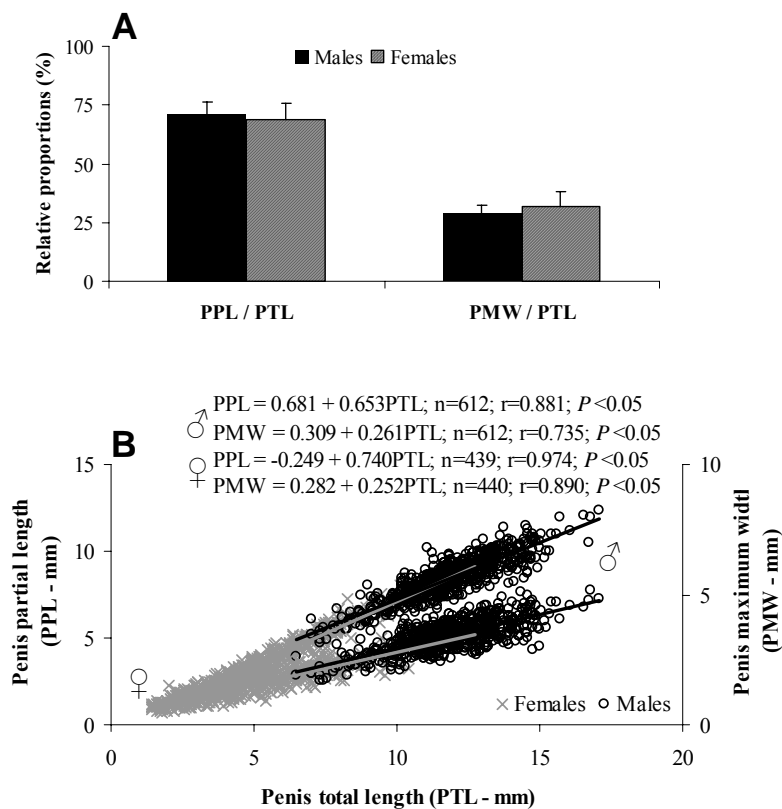 A
100
75
50
25
0
Relative proportions (%)
Males Females
PPL / PTL PMW / PTL
B
♂ PPL = 0.681 + 0.653PTL; n=612; r=0.881; P <0.05
PMW = 0.309 + 0.261PTL; n=612; r=0.735; P <0.05
♀ PPL = -0.249 + 0.740PTL; n=439; r=0.974; P <0.05
PMW = 0.282 + 0.252PTL; n=440; r=0.890; P <0.05
15
10
5
0
Penis partial length
(PPL - mm)
10
5
0
Penis maximum widtl
(PMW - mm)
♂
♀
Females Males
0 5 10 15 20
Penis total length (PTL - mm)